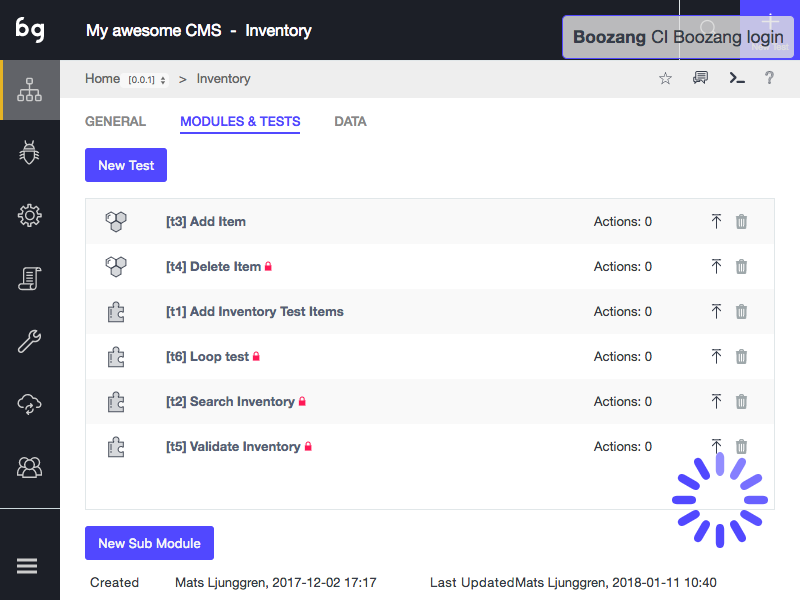 bg My awesome CMS - Inventory
Boozang CI Boozang login
Home [0.0.1] > Inventory
?
GENERAL MODULES & TESTS DATA
New Test
[t3] Add Item Actions: 0
[t4] Delete Item Actions: 0
[t1] Add Inventory Test Items Actions: 0
[t6] Loop test Actions: 0
[t2] Search Inventory Actions: 0
[t5] Validate Inventory Actions: 0
New Sub Module
Created Mats Ljunggren, 2017-12-02 17:17 Last UpdatedMats Ljunggren, 2018-01-11 10:40